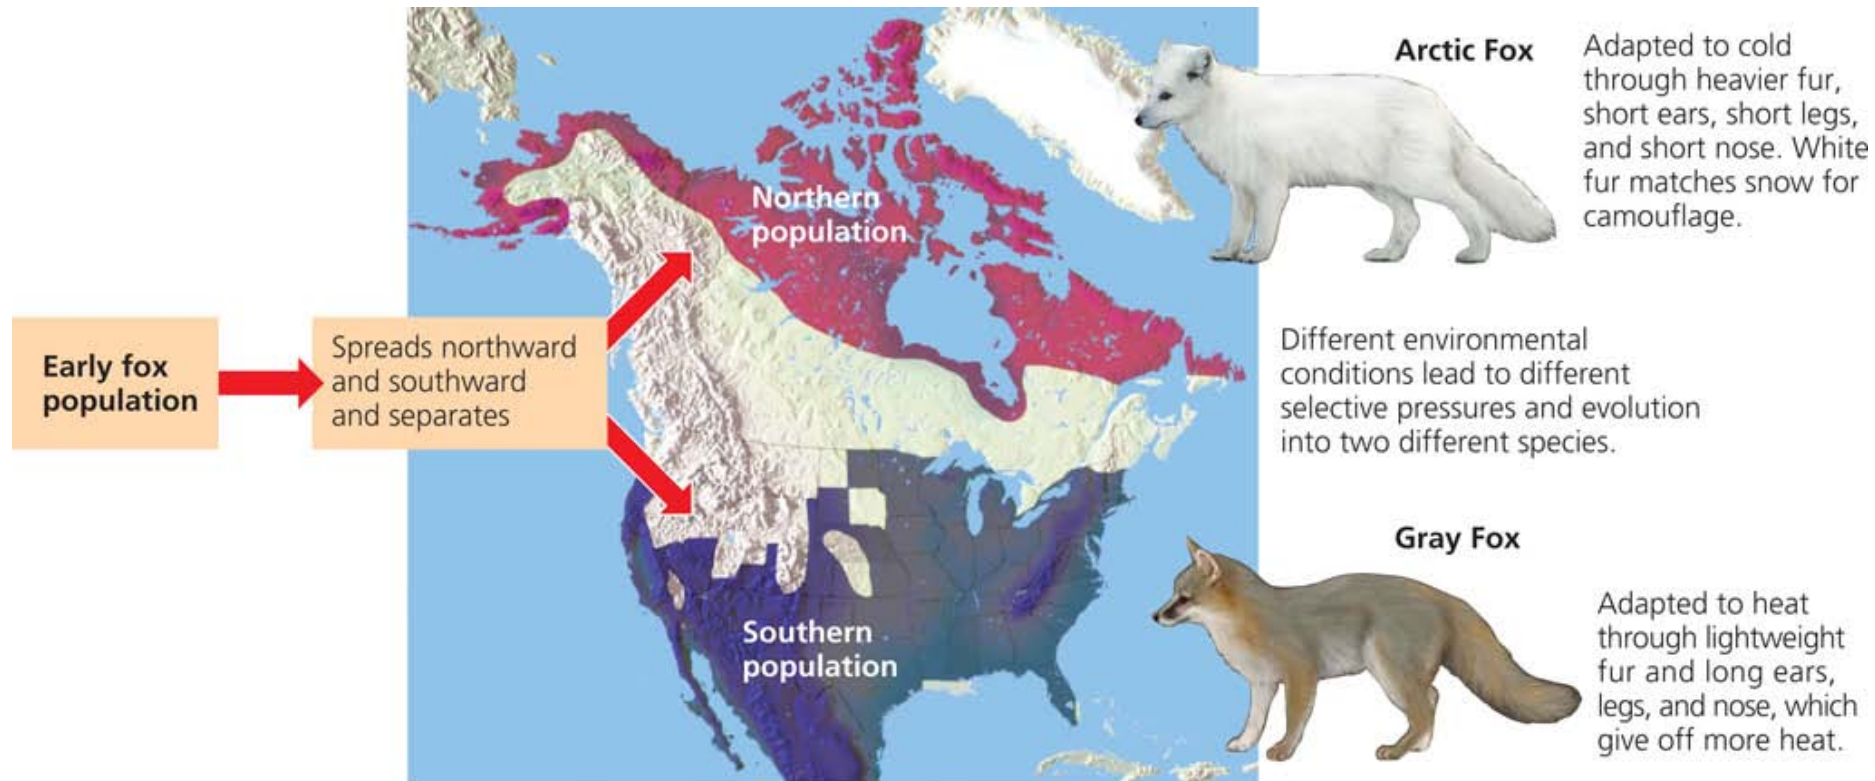 Early fox
population
Spreads northward
and southward
and separates
Northern
population
Southern
population
Arctic Fox
Adapted to cold
through heavier fur,
short ears, short legs,
and short nose. White
fur matches snow for
camouflage.
Different environmental
conditions lead to different
selective pressures and evolution
into two different species.
Gray Fox
Adapted to heat
through lightweight
fur and long ears,
legs, and nose, which
give off more heat.